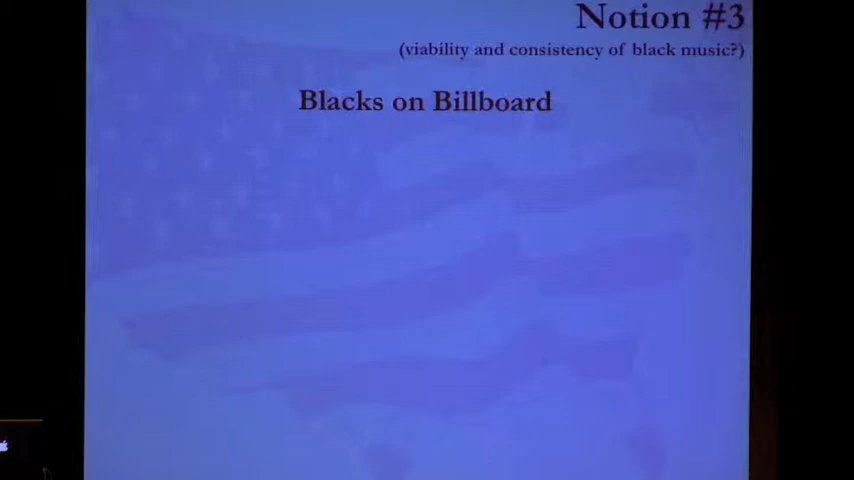 Notion #3
(viability and consistency of black music?)
Blacks on Billboard